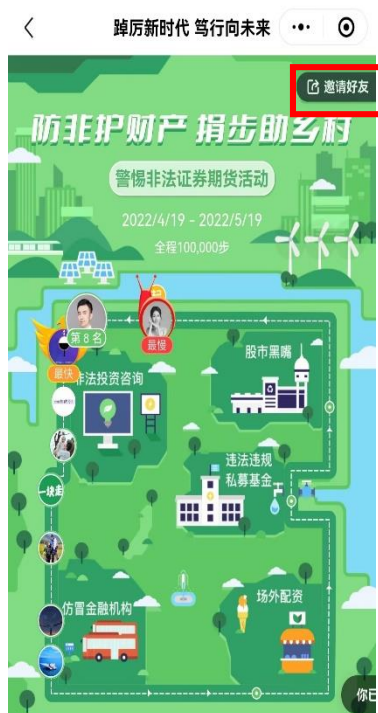 踔厉新时代 笃行向未来
邀请好友
防非护财产 捐步助乡村
警惕非法证券期货活动
2022/4/19 - 2022/5/19
全程100,000步
第8名
最慢
最快
股市黑嘴
非法投资咨询
违法违规
私募基金
一块走
仿冒金融机构
场外配资
你已